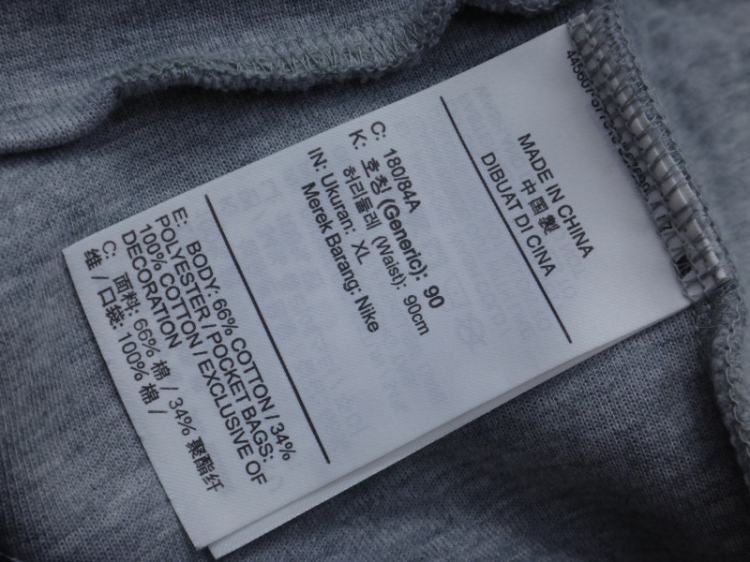 MADE IN CHINA
中国製
DIBUAT DI CINA
C: 180/84A
K: 호칭 (Generic): 90
허리둘레 (Waist): 90cm
IN: Ukuran: XL
Merek Barang: Nike
E: BODY: 66% COTTON / 34%
POLYESTER / POCKET BAGS:
100% COTTON / EXCLUSIVE OF
DECORATION
C: 面料: 66% 棉 / 34% 聚酯纤
维 / 口袋: 100% 棉 /